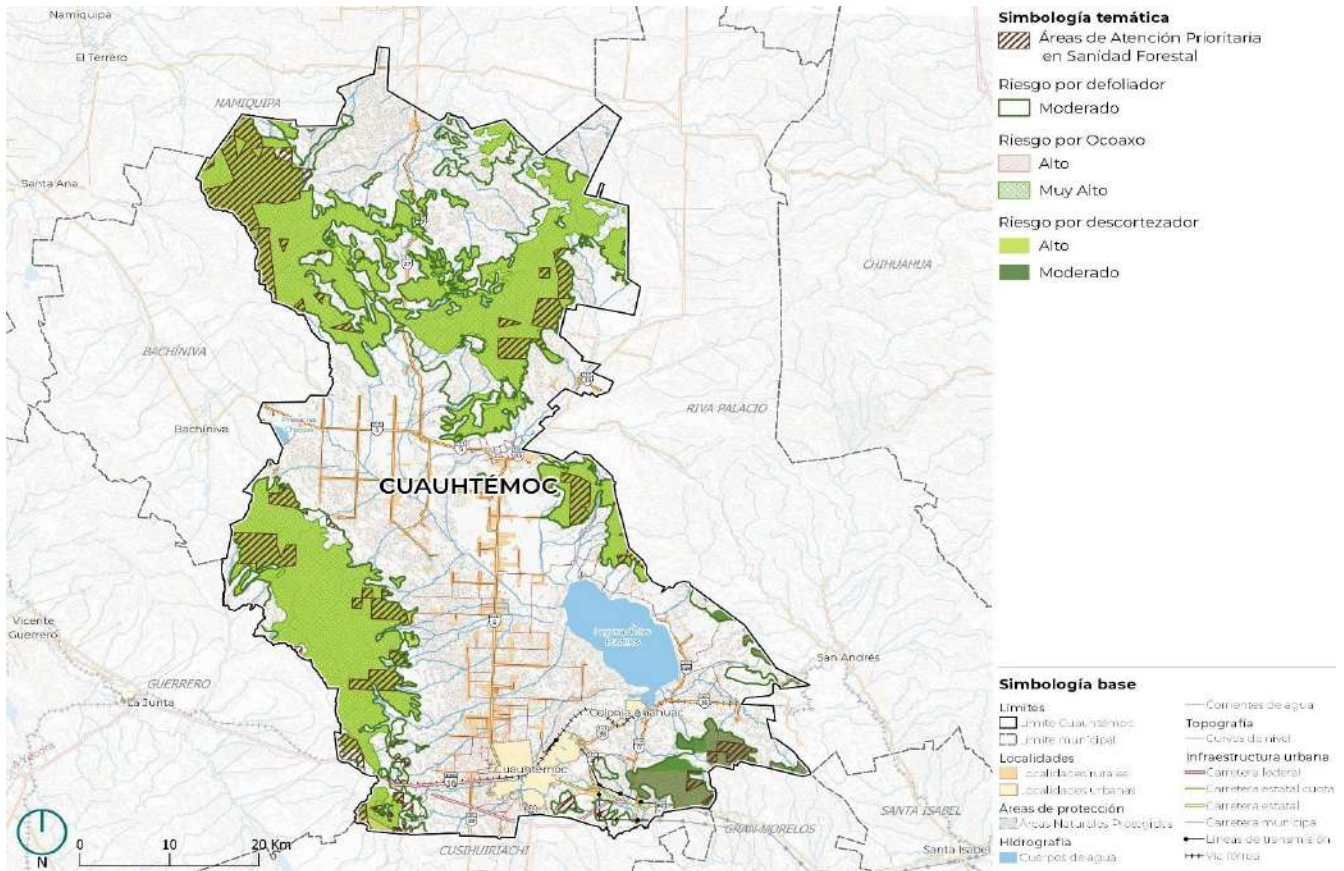 Namiquipa
El Terrero
NAMIQUIPA
Santa Ana
CHIHUAHUA
BACHÍNIVA
RIVA PALACIO
Bachíniva
CUAUHTÉMOC
Vicente
Guerrero
GUERRERO
La Junta
San Andrés
Colonia Anáhuac
Cuauhtémoc
SANTA ISABEL
GRAN MORELOS
CUSIHUIRIACHI
Santa Isabel
N
0 10 20 Km
Simbología temática
Áreas de Atención Prioritaria
en Sanidad Forestal
Riesgo por defoliador
Moderado
Riesgo por Ocoaxo
Alto
Muy Alto
Riesgo por descortezador
Alto
Moderado
Simbología base
Límites
Límite Cuauhtémoc
Límite municipal
Localidades
Localidades rurales
Localidades urbanas
Áreas de protección
Áreas Naturales Protegidas
Hidrografía
Cuerpos de agua
Corrientes de agua
Topografía
Curvas de nivel
Infraestructura urbana
Carretera federal
Carretera estatal cuota
Carretera estatal
Carretera municipal
Líneas de transmisión
Vía férrea